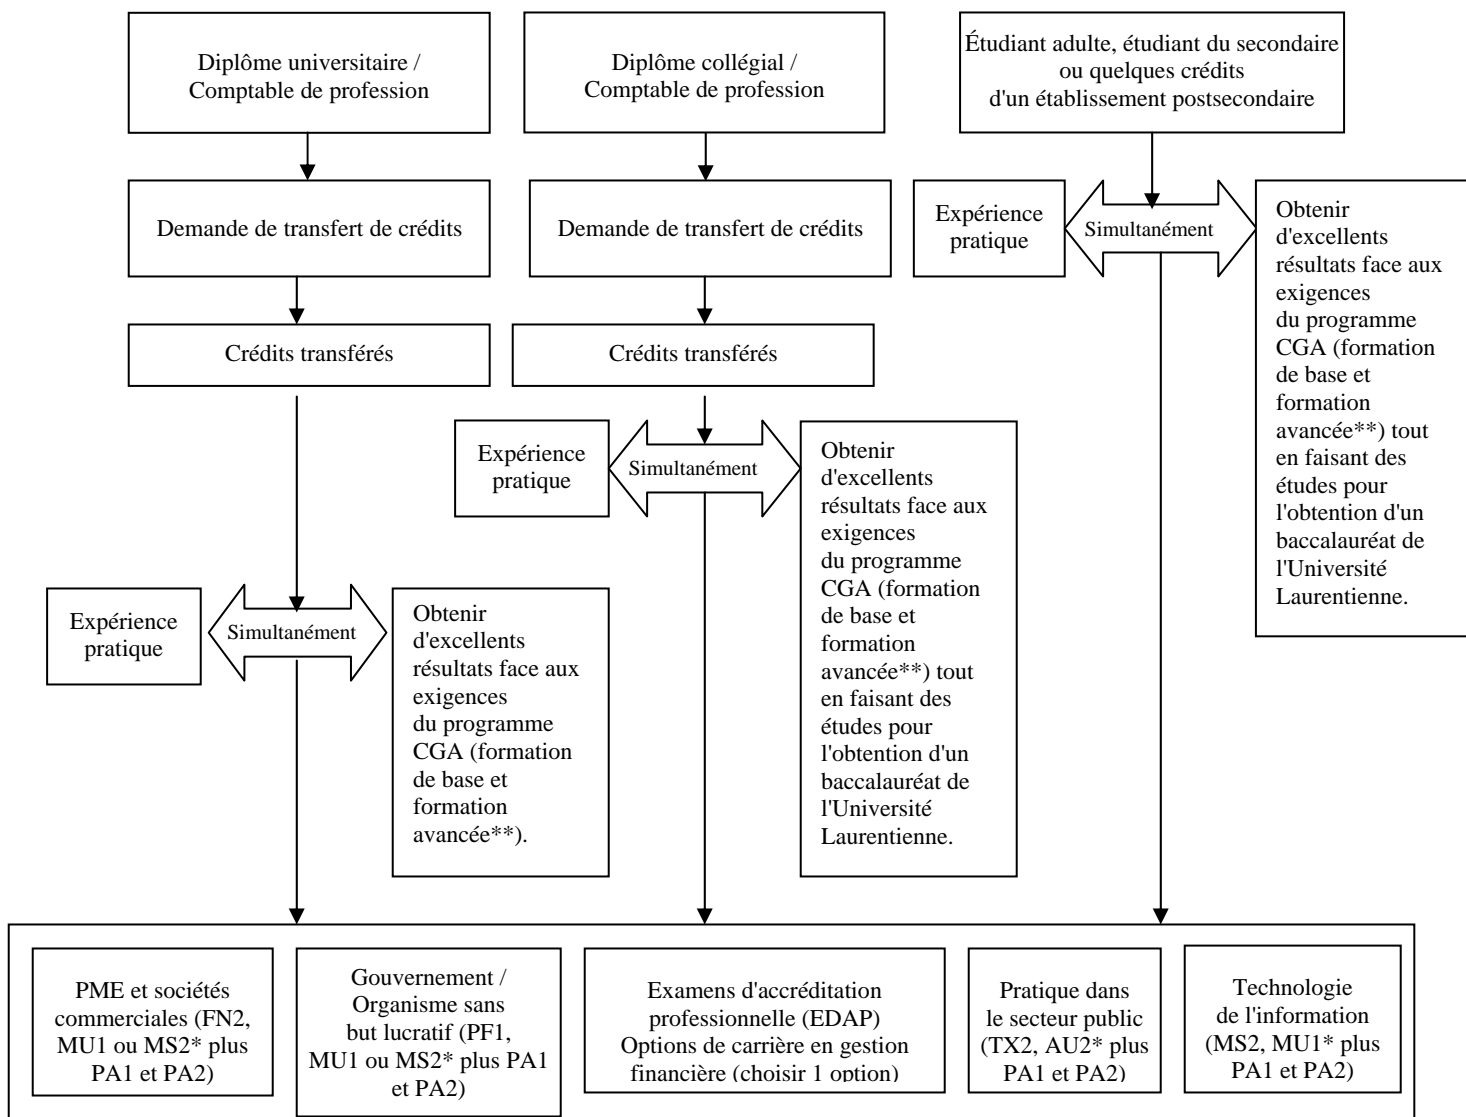 Diplôme universitaire /
Comptable de profession
Diplôme collégial /
Comptable de profession
Étudiant adulte, étudiant du secondaire
ou quelques crédits
d'un établissement postsecondaire
Demande de transfert de crédits
Demande de transfert de crédits
Expérience
pratique
Simultanément
Obtenir
d'excellents
résultats face aux
exigences
du programme
CGA (formation
de base et
formation
avancée**) tout
en faisant des
études pour
l'obtention d'un
baccalauréat de
l'Université
Laurentienne.
Crédits transférés
Crédits transférés
Expérience
pratique
Simultanément
Obtenir
d'excellents
résultats face aux
exigences
du programme
CGA (formation
de base et
formation
avancée**) tout
en faisant des
études pour
l'obtention d'un
baccalauréat de
l'Université
Laurentienne.
Expérience
pratique
Simultanément
Obtenir
d'excellents
résultats face aux
exigences
du programme
CGA (formation
de base et
formation
avancée**).
PME et sociétés
commerciales (FN2,
MU1 ou MS2* plus
PA1 et PA2)
Gouvernement /
Organisme sans
but lucratif (PF1,
MU1 ou MS2* plus PA1
et PA2)
Examens d'accréditation
professionnelle (EDAP)
Options de carrière en gestion
financière (choisir 1 option)
Pratique dans
le secteur public
(TX2, AU2* plus
PA1 et PA2)
Technologie
de l'information
(MS2, MU1* plus
PA1 et PA2)